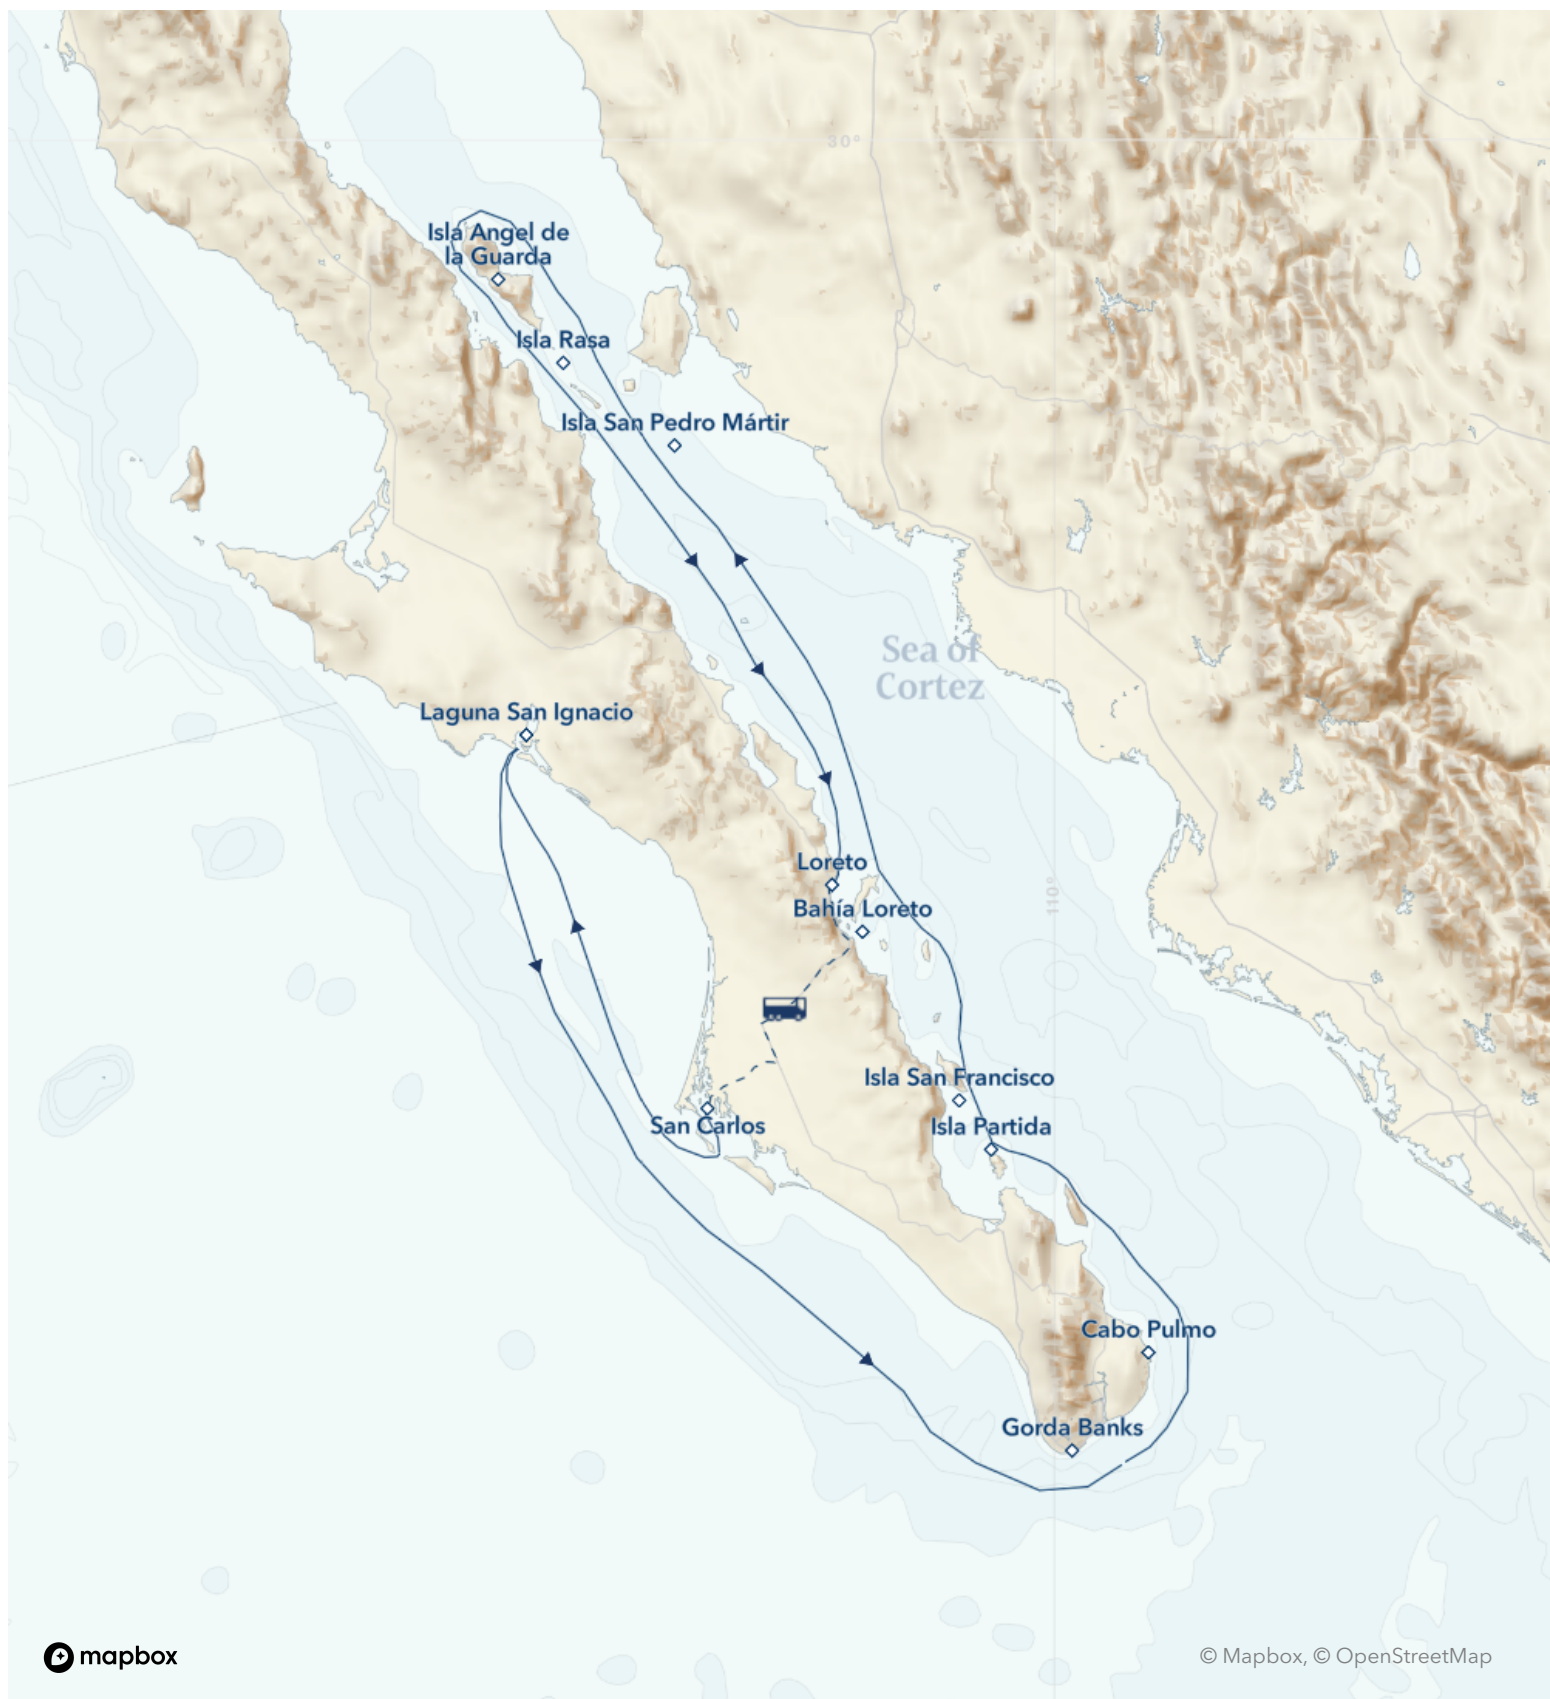 30°
Isla Angel de
la Guarda
Isla Rasa
Isla San Pedro Mártir
Sea of
Cortez
Laguna San Ignacio
Loreto
110°
Bahía Loreto
Isla San Francisco
San Carlos
Isla Partida
Cabo Pulmo
Gorda Banks
mapbox
© Mapbox, © OpenStreetMap